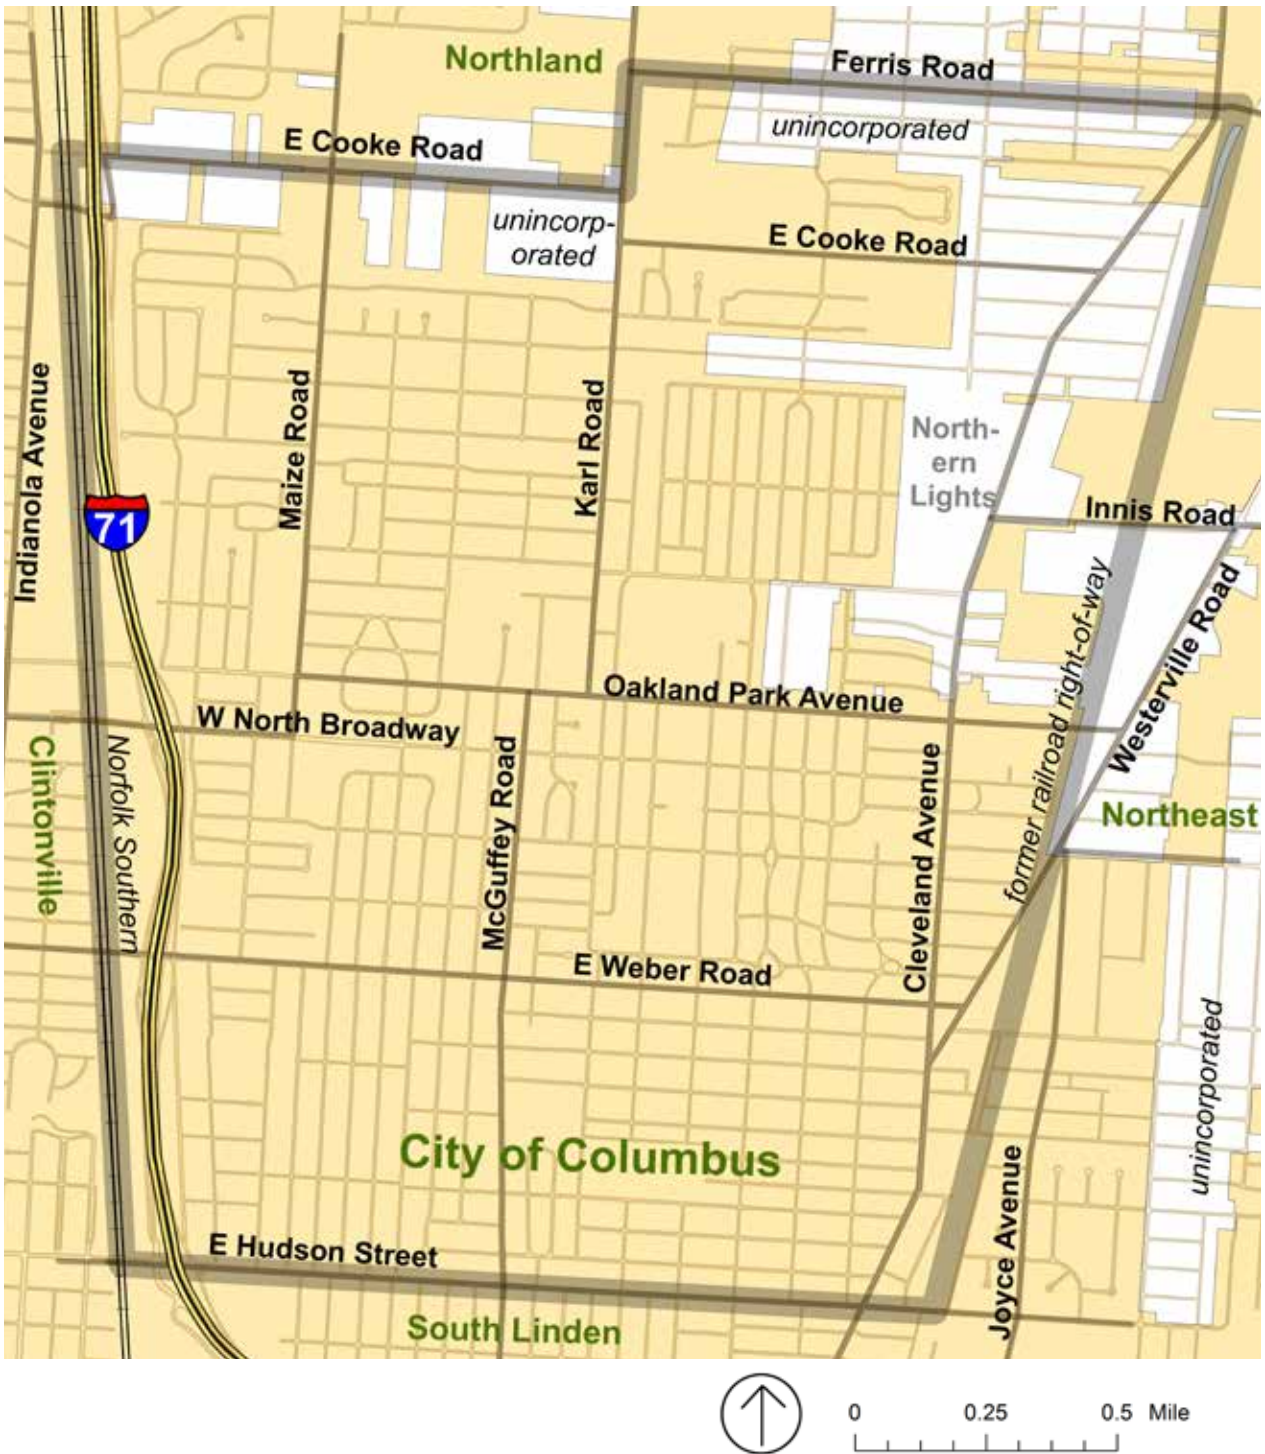 Northland
Ferris Road
unincorporated
E Cooke Road
unincorp-
orated
E Cooke Road
Indianola Avenue
Maize Road
Karl Road
North-
ern
Lights
71
Innis Road
former railroad right-of-way
Westerville Road
Oakland Park Avenue
W North Broadway
Clintonville
Norfolk Southern
McGuffey Road
Cleveland Avenue
Northeast
E Weber Road
unincorporated
City of Columbus
Joyce Avenue
E Hudson Street
South Linden
0 0.25 0.5 Mile